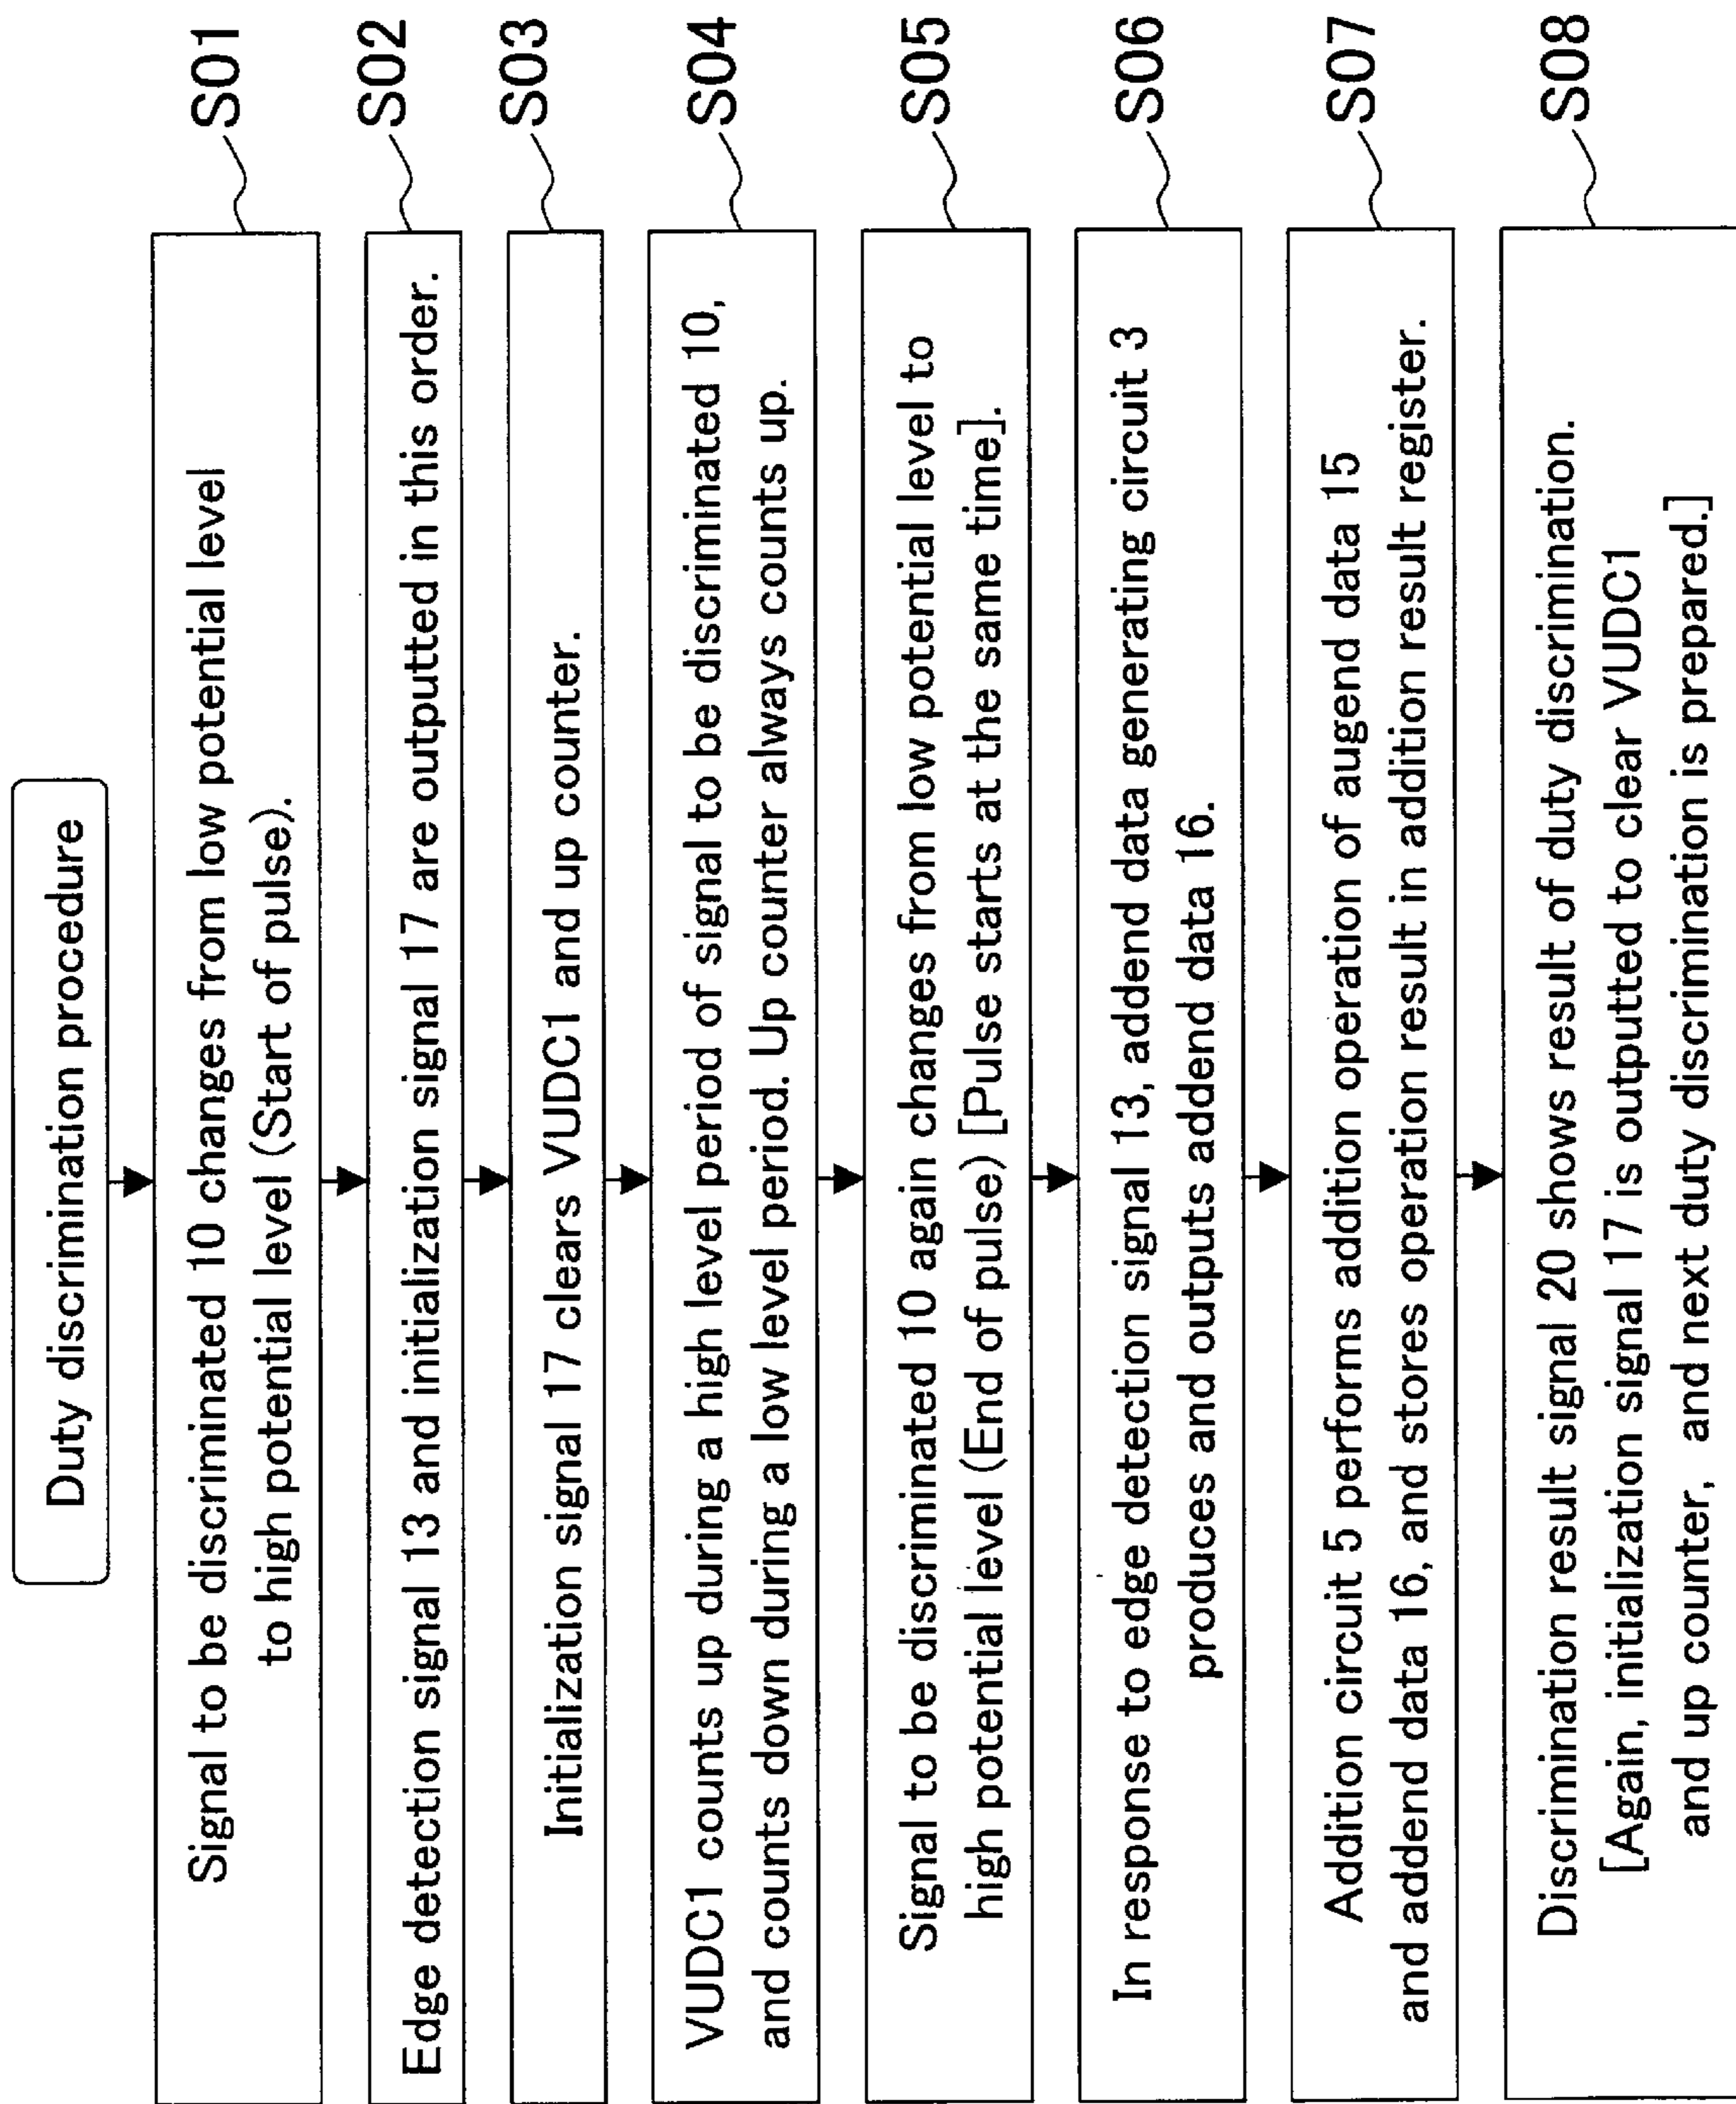 Duty discrimination procedure
Signal to be discriminated 10 changes from low potential level
to high potential level (Start of pulse).
S01
Edge detection signal 13 and initialization signal 17 are outputted in this order.
S02
Initialization signal 17 clears VUDC1 and up counter.
S03
VUDC1 counts up during a high level period of signal to be discriminated 10,
and counts down during a low level period. Up counter always counts up.
S04
Signal to be discriminated 10 again changes from low potential level to
high potential level (End of pulse) [Pulse starts at the same time].
S05
In response to edge detection signal 13, addend data generating circuit 3
produces and outputs addend data 16.
S06
Addition circuit 5 performs addition operation of augend data 15
and addend data 16, and stores operation result in addition result register.
S07
Discrimination result signal 20 shows result of duty discrimination.
[Again, initialization signal 17 is outputted to clear VUDC1
and up counter, and next duty discrimination is prepared.]
S08